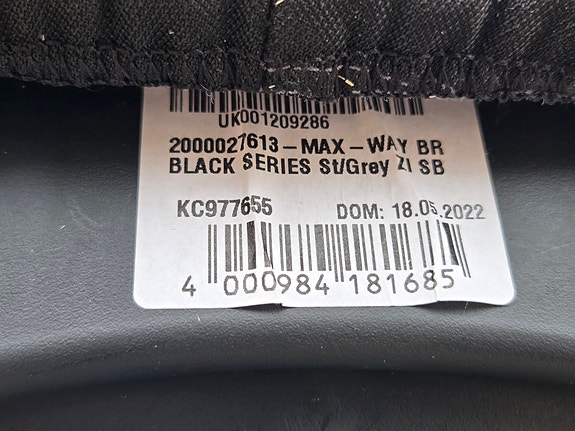 UK001209286
2000027613-MAX-WAY BR
BLACK SERIES St/Grey ZI SB
KC977655 DOM: 18.05.2022
4 000984 181685